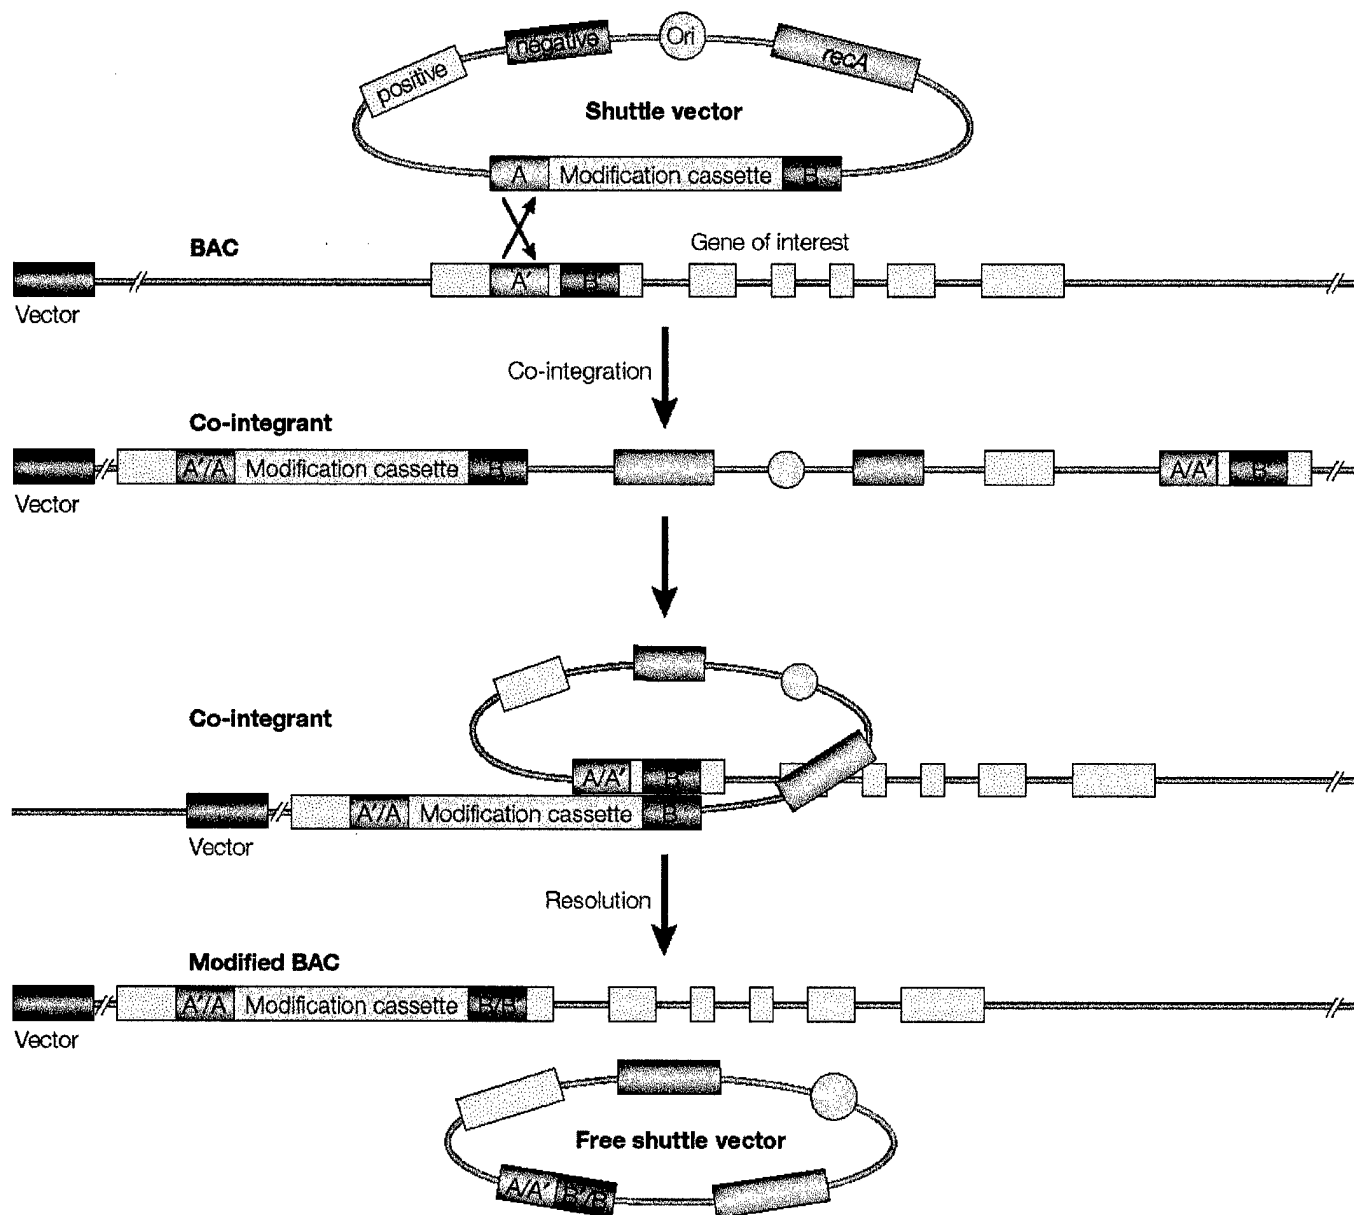 negative
Ori
recA
positive
Shuttle vector
A Modification cassette B
BAC
Gene of interest
A' B'
Vector
Co-integration
Co-integrant
A'/A Modification cassette B
A/A' B'
Vector
Co-integrant
A/A' B'
A'/A Modification cassette B
Vector
Resolution
Modified BAC
A'/A Modification cassette B/B'
Vector
Free shuttle vector
A/A' B'/B